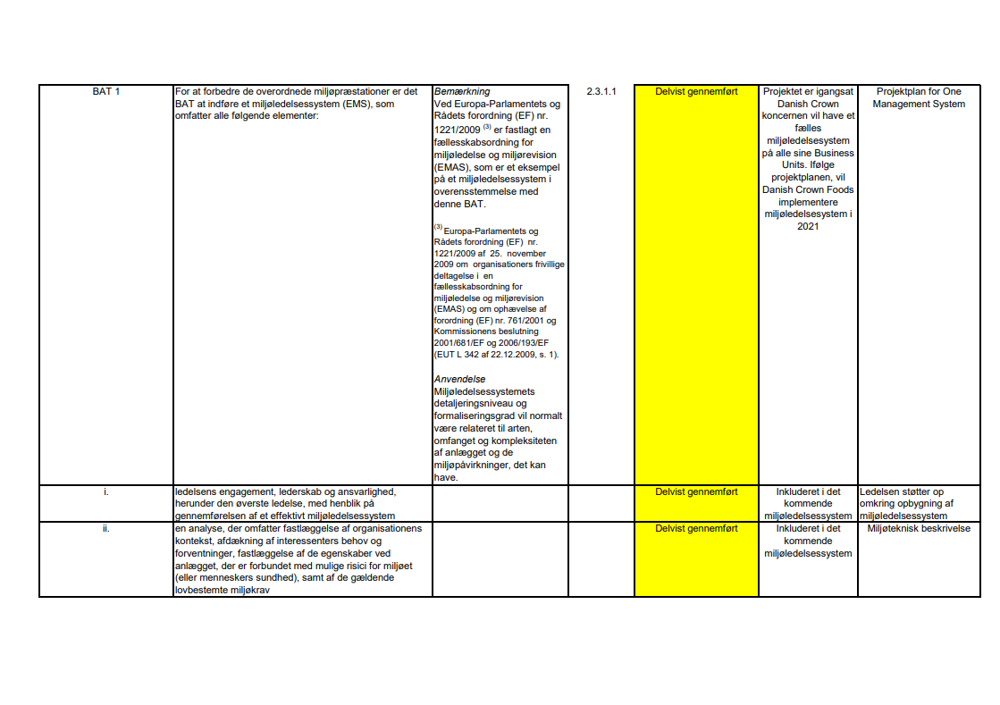 BAT 1
For at forbedre de overordnede miljøpræstationer er det
BAT at indføre et miljøledelsessystem (EMS), som
omfatter alle følgende elementer:
Bemærkning
Ved Europa-Parlamentets og
Rådets forordning (EF) nr.
1221/2009 (3) er fastlagt en
fællesskabsordning for
miljøledelse og miljørevision
(EMAS), som er et eksempel
på et miljøledelsessystem i
overensstemmelse med
denne BAT.
(3) Europa-Parlamentets og
Rådets forordning (EF) nr.
1221/2009 af 25. november
2009 om organisationers frivillige
deltagelse i en
fællesskabsordning for
miljøledelse og miljørevision
(EMAS) og om ophævelse af
forordning (EF) nr. 761/2001 og
Kommissionens beslutning
2001/681/EF og 2006/193/EF
(EUT L 342 af 22.12.2009, s. 1).
Anvendelse
Miljøledelsessystemets
detaljeringsniveau og
formaliseringsgrad vil normalt
være relateret til arten,
omfanget og kompleksiteten
af anlægget og de
miljøpåvirkninger, det kan
have.
2.3.1.1
Delvist gennemført
Projektet er igangsat
Danish Crown
koncernen vil have et
fælles
miljøledelsesystem
på alle sine Business
Units. Ifølge
projektplanen, vil
Danish Crown Foods
implementere
miljøledelsesystem i
2021
Projektplan for One
Management System
i.
ledelsens engagement, lederskab og ansvarlighed,
herunder den øverste ledelse, med henblik på
gennemførelsen af et effektivt miljøledelsessystem
Delvist gennemført
Inkluderet i det
kommende
miljøledelsessystem
Ledelsen støtter op
omkring opbygning af
miljøledelsessystem
ii.
en analyse, der omfatter fastlæggelse af organisationens
kontekst, afdækning af interessenters behov og
forventninger, fastlæggelse af de egenskaber ved
anlægget, der er forbundet med mulige risici for miljøet
(eller menneskers sundhed), samt af de gældende
lovbestemte miljøkrav
Delvist gennemført
Inkluderet i det
kommende
miljøledelsessystem
Miljøteknisk beskrivelse